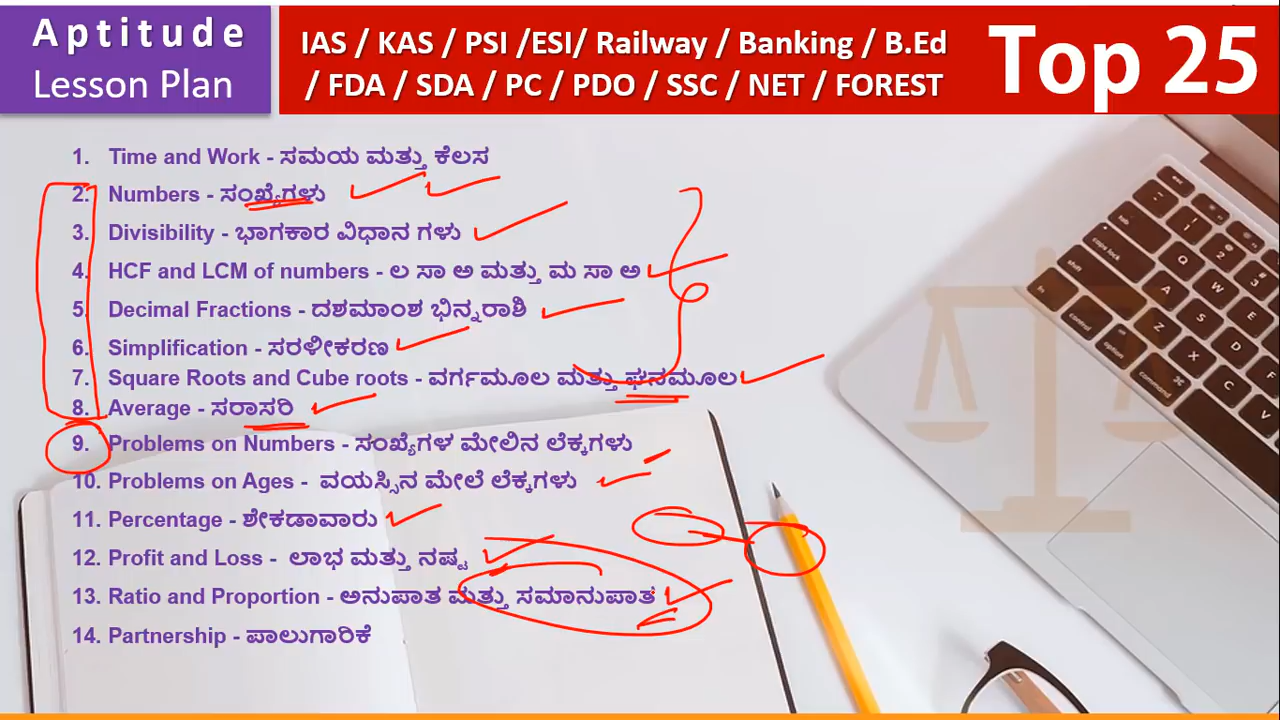 Aptitude
Lesson Plan
IAS / KAS / PSI /ESI/ Railway / Banking / B.Ed
/ FDA / SDA / PC / PDO / SSC / NET / FOREST
Top 25
1. Time and Work - ಸಮಯ ಮತ್ತು ಕೆಲಸ
2. Numbers - ಸಂಖ್ಯೆಗಳು
3. Divisibility - ಭಾಗಕಾರ ವಿಧಾನ ಗಳು
4. HCF and LCM of numbers - ಲ ಸಾ ಅ ಮತ್ತು ಮ ಸಾ ಅ
5. Decimal Fractions - ದಶಮಾಂಶ ಭಿನ್ನರಾಶಿ
6. Simplification - ಸರಳೀಕರಣ
7. Square Roots and Cube roots - ವರ್ಗಮೂಲ ಮತ್ತು ಘನಮೂಲ
8. Average - ಸರಾಸರಿ
9. Problems on Numbers - ಸಂಖ್ಯೆಗಳ ಮೇಲಿನ ಲೆಕ್ಕಗಳು
10. Problems on Ages - ವಯಸ್ಸಿನ ಮೇಲೆ ಲೆಕ್ಕಗಳು
11. Percentage - ಶೇಕಡಾವಾರು
12. Profit and Loss - ಲಾಭ ಮತ್ತು ನಷ್ಟ
13. Ratio and Proportion - ಅನುಪಾತ ಮತ್ತು ಸಮಾನುಪಾತ
14. Partnership - ಪಾಲುಗಾರಿಕೆ